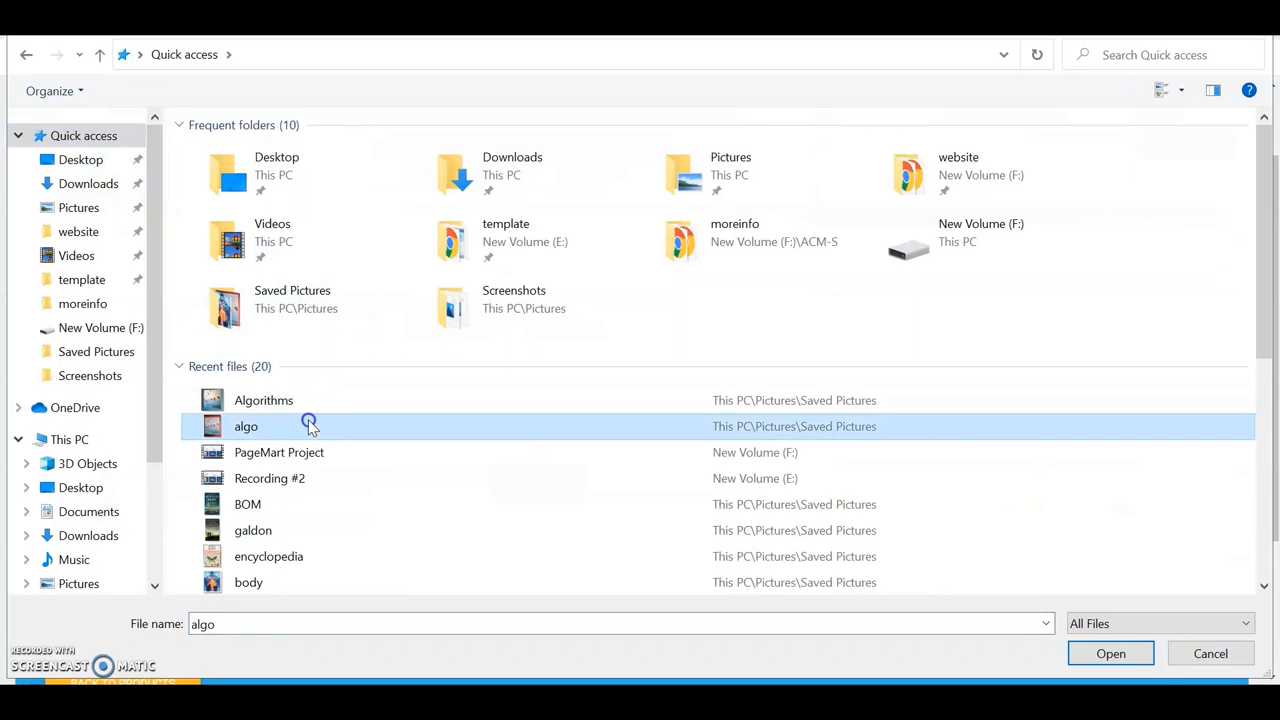 Quick access
Search Quick access
Organize
Quick access
Desktop
Downloads
Pictures
website
Videos
template
moreinfo
New Volume (F:)
Saved Pictures
Screenshots
OneDrive
This PC
3D Objects
Desktop
Documents
Downloads
Music
Pictures
Frequent folders (10)
Desktop
This PC
Downloads
This PC
Pictures
This PC
website
New Volume (F:)
Videos
This PC
template
New Volume (E:)
moreinfo
New Volume (F:)\ACM-S
New Volume (F:)
This PC
Saved Pictures
This PC\Pictures
Screenshots
This PC\Pictures
Recent files (20)
Algorithms This PC\Pictures\Saved Pictures
algo This PC\Pictures\Saved Pictures
PageMart Project New Volume (F:)
Recording #2 New Volume (E:)
BOM This PC\Pictures\Saved Pictures
galdon This PC\Pictures\Saved Pictures
encyclopedia This PC\Pictures\Saved Pictures
body This PC\Pictures\Saved Pictures
File name: algo All Files
Open Cancel
RECORDED WITH
SCREENCAST MATIC
BACK TO PRODUCTS